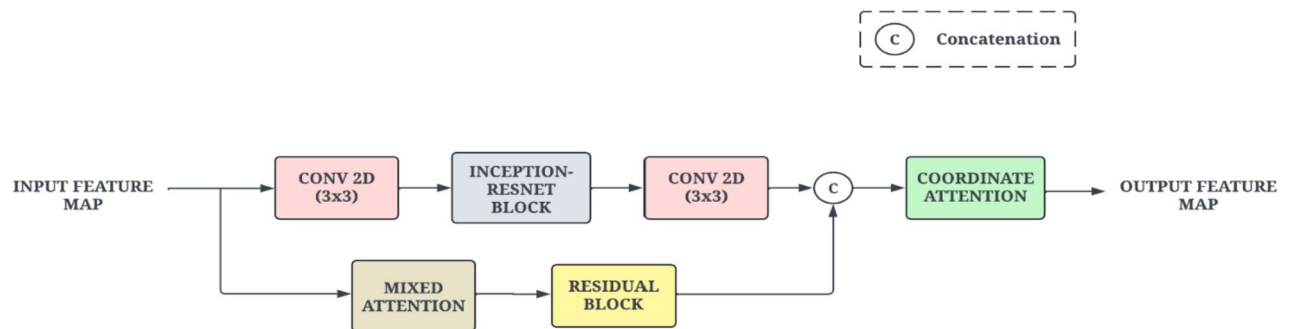 C Concatenation
INPUT FEATURE
MAP
CONV 2D
(3x3)
INCEPTION-
RESNET
BLOCK
CONV 2D
(3x3)
C
COORDINATE
ATTENTION
OUTPUT FEATURE
MAP
MIXED
ATTENTION
RESIDUAL
BLOCK